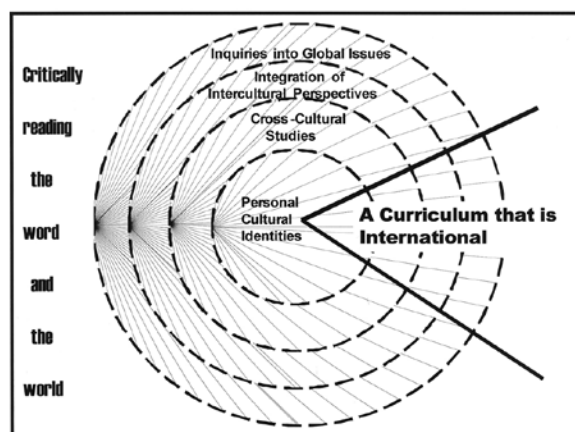 Critically
reading
the
word
and
the
world
Inquiries into Global Issues
Integration of
Intercultural Perspectives
Cross-Cultural
Studies
Personal
Cultural
Identities
A Curriculum that is
International